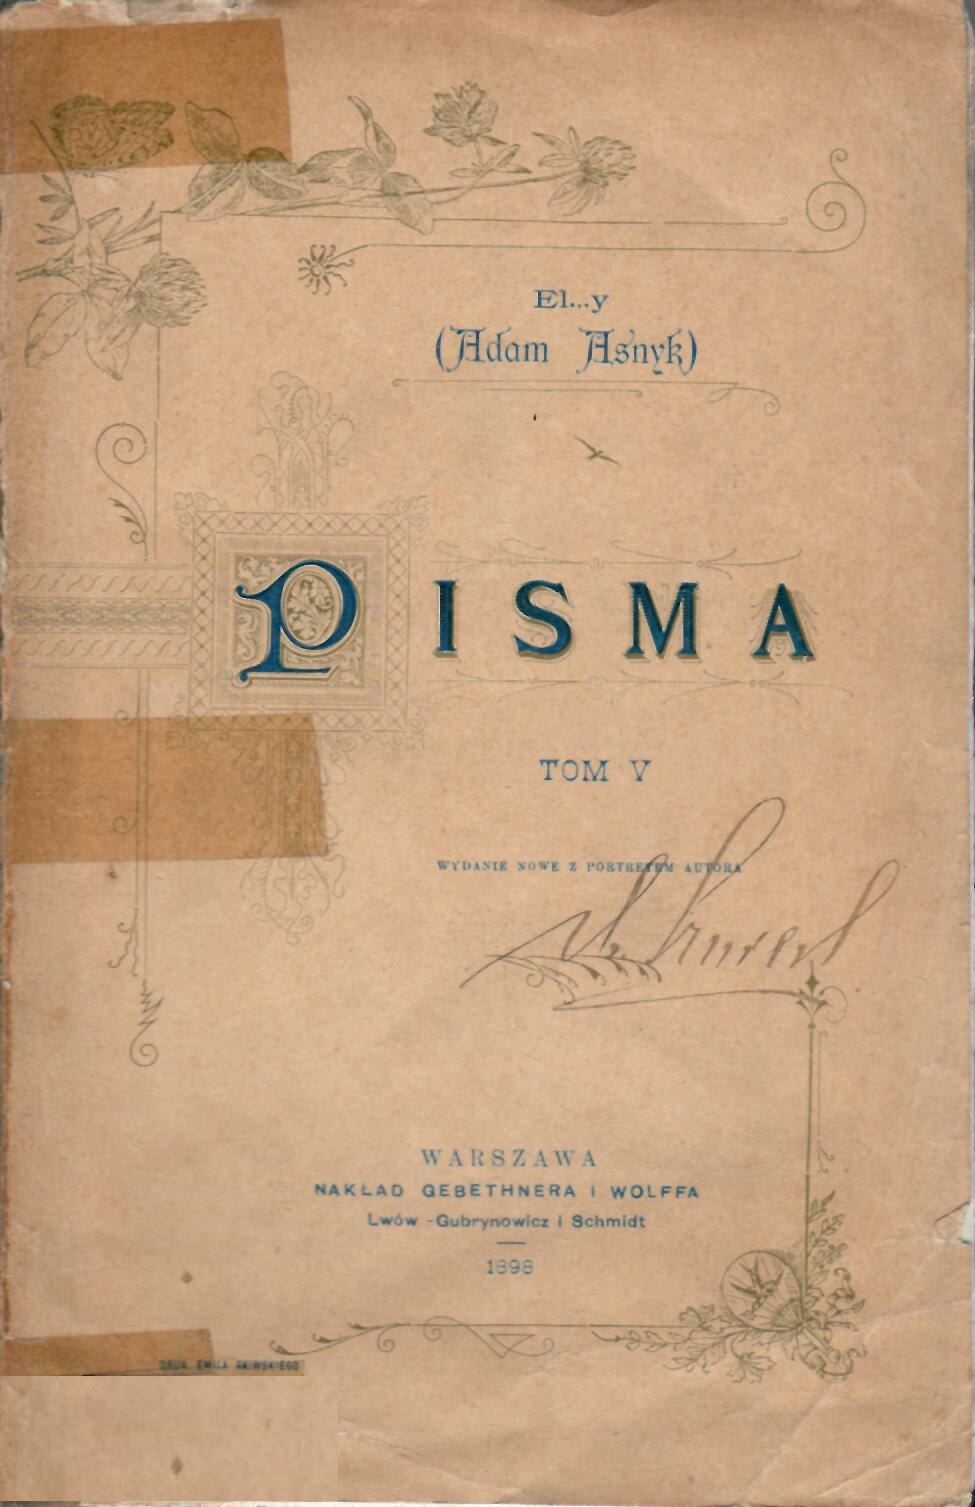 El...y
(Adam Asnyk)
PISMA
TOM V
WYDANIE NOWE Z PORTRETEM AUTORA
WARSZAWA
NAKŁAD GEBETHNERA I WOLFFA
Lwów - Gubrynowicz i Schmidt
1898
DRUK EMILA SKIWSKIEGO